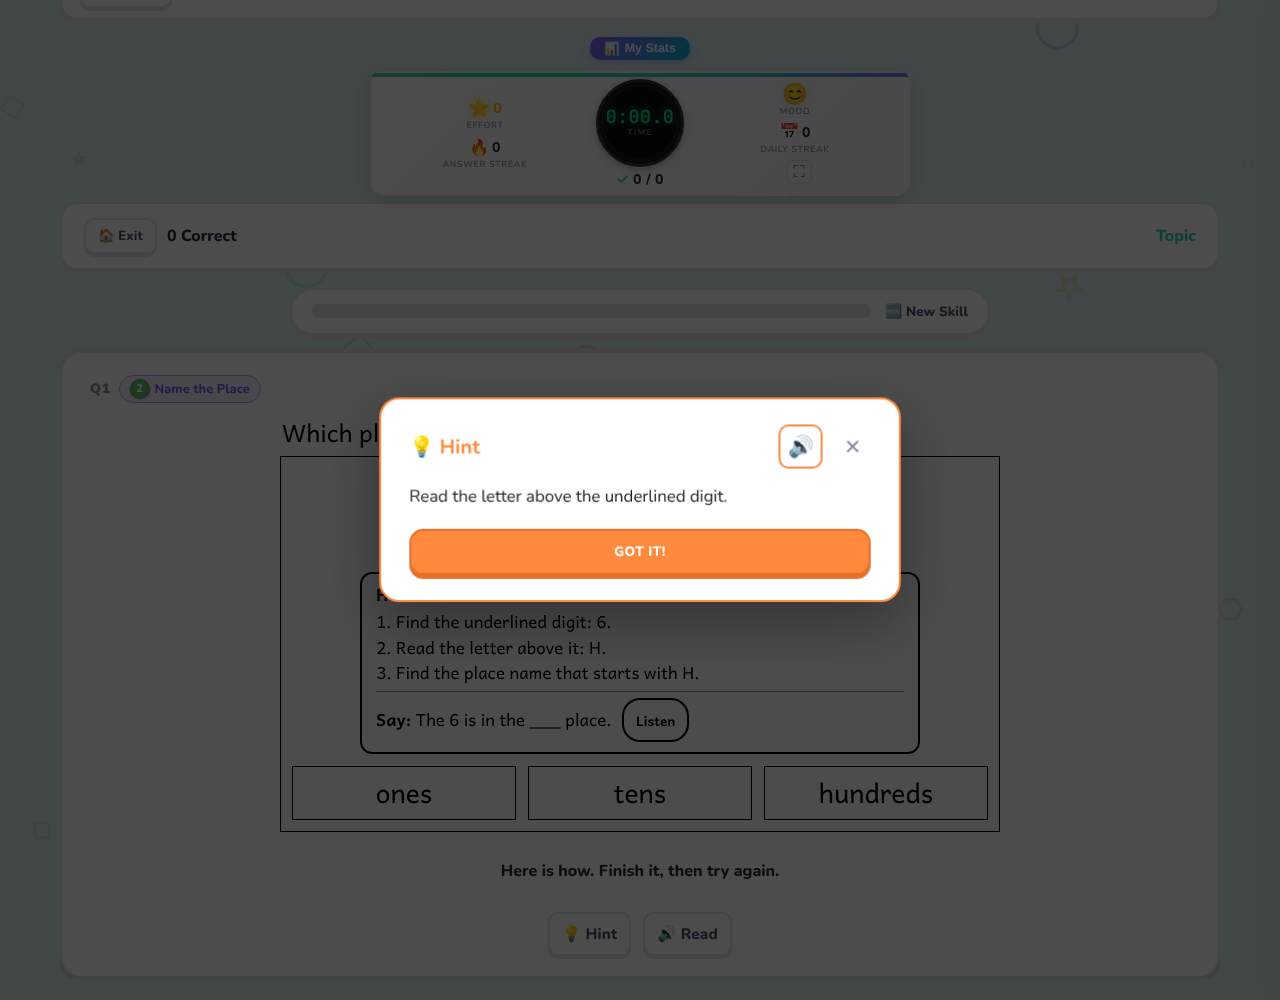 📊 My Stats
⭐ 0
EFFORT
🔥 0
ANSWER STREAK
0:00.0
TIME
✓ 0 / 0
😊
MOOD
📅 0
DAILY STREAK
🏠 Exit
0 Correct
Topic
🆕 New Skill
Q1
2 Name the Place
Which pl
💡 Hint
🔊 ✕
Read the letter above the underlined digit.
GOT IT!
1. Find the underlined digit: 6.
2. Read the letter above it: H.
3. Find the place name that starts with H.
Say: The 6 is in the ___ place. Listen
ones
tens
hundreds
Here is how. Finish it, then try again.
💡 Hint
🔊 Read